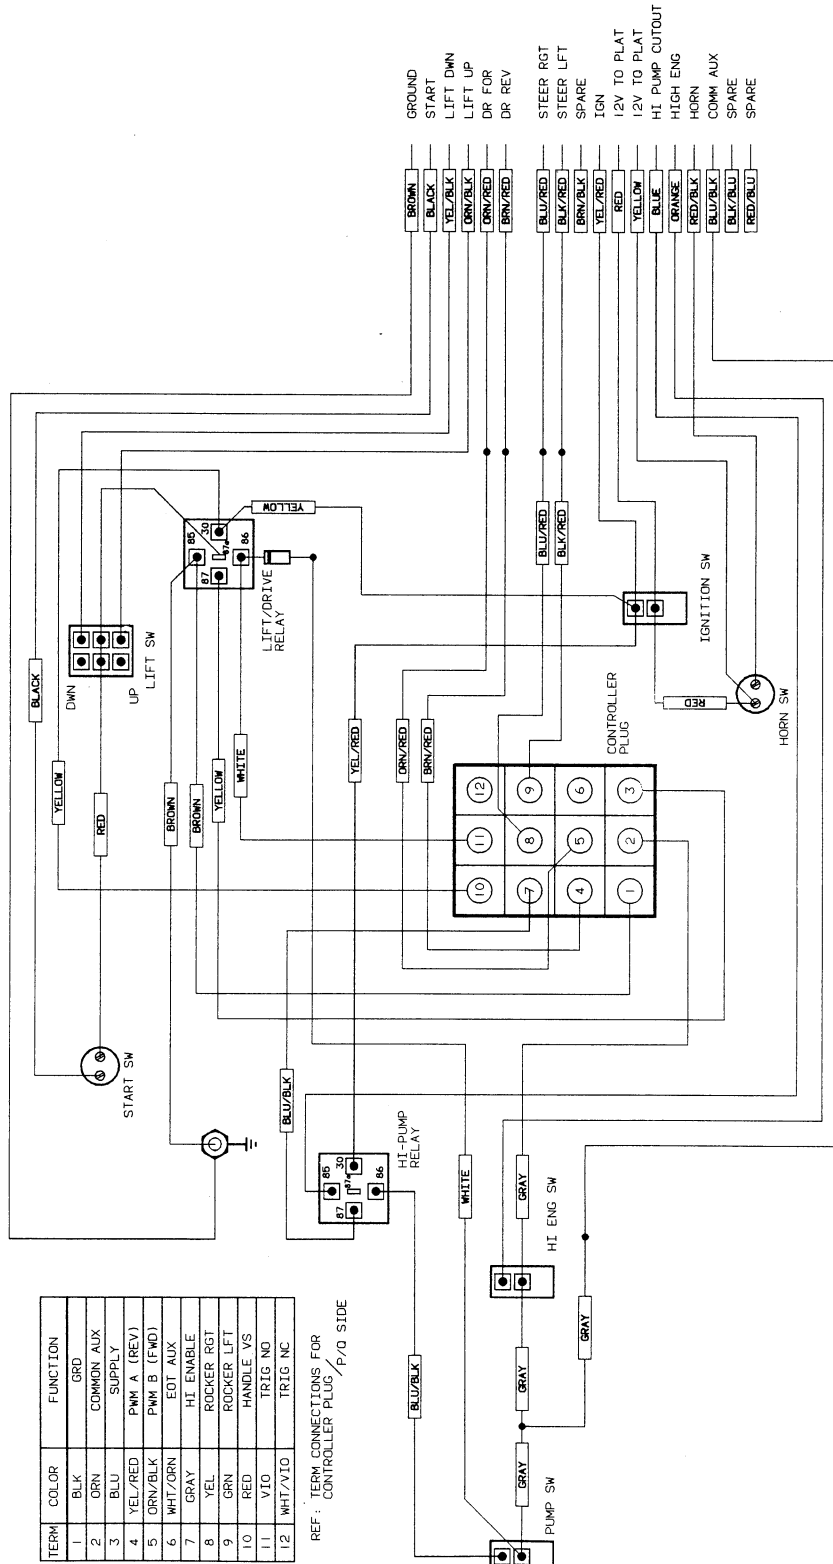 BROWN GROUND
BLACK START
YEL/BLK LIFT DWN
ORN/BLK LIFT UP
ORN/RED DR FOR
BRN/RED DR REV
BLU/RED STEER RGT
BLK/RED STEER LFT
BRN/BLK SPARE
YEL/RED IGN
RED 12V TO PLAT
YELLOW 12V TO PLAT
BLUE HI PUMP CUTOUT
ORANGE HIGH ENG
RED/BLK HORN
BLU/BLK COMM AUX
BLK/BLU SPARE
RED/BLU SPARE
BLACK
YELLOW
RED
DWN
UP
LIFT SW
START SW
BROWN
BROWN
YELLOW
WHITE
85
30
87a
87
86
LIFT/DRIVE
RELAY
YELLOW
BLU/RED
BLK/RED
IGNITION SW
RED
HORN SW
YEL/RED
ORN/RED
BRN/RED
CONTROLLER
PLUG
12
9
6
3
11
8
5
2
10
7
4
1
BLU/BLK
85
30
87a
87
86
HI-PUMP
RELAY
WHITE
GRAY
HI ENG SW
GRAY
BLU/BLK
GRAY
GRAY
PUMP SW
TERM COLOR FUNCTION
1 BLK GRD
2 ORN COMMON AUX
3 BLU SUPPLY
4 YEL/RED PWM A (REV)
5 ORN/BLK PWM B (FWD)
6 WHT/ORN EOT AUX
7 GRAY HI ENABLE
8 YEL ROCKER RGT
9 GRN ROCKER LFT
10 RED HANDLE VS
11 VIO TRIG NO
12 WHT/VIO TRIG NC
REF: TERM CONNECTIONS FOR
CONTROLLER PLUG / P/Q SIDE